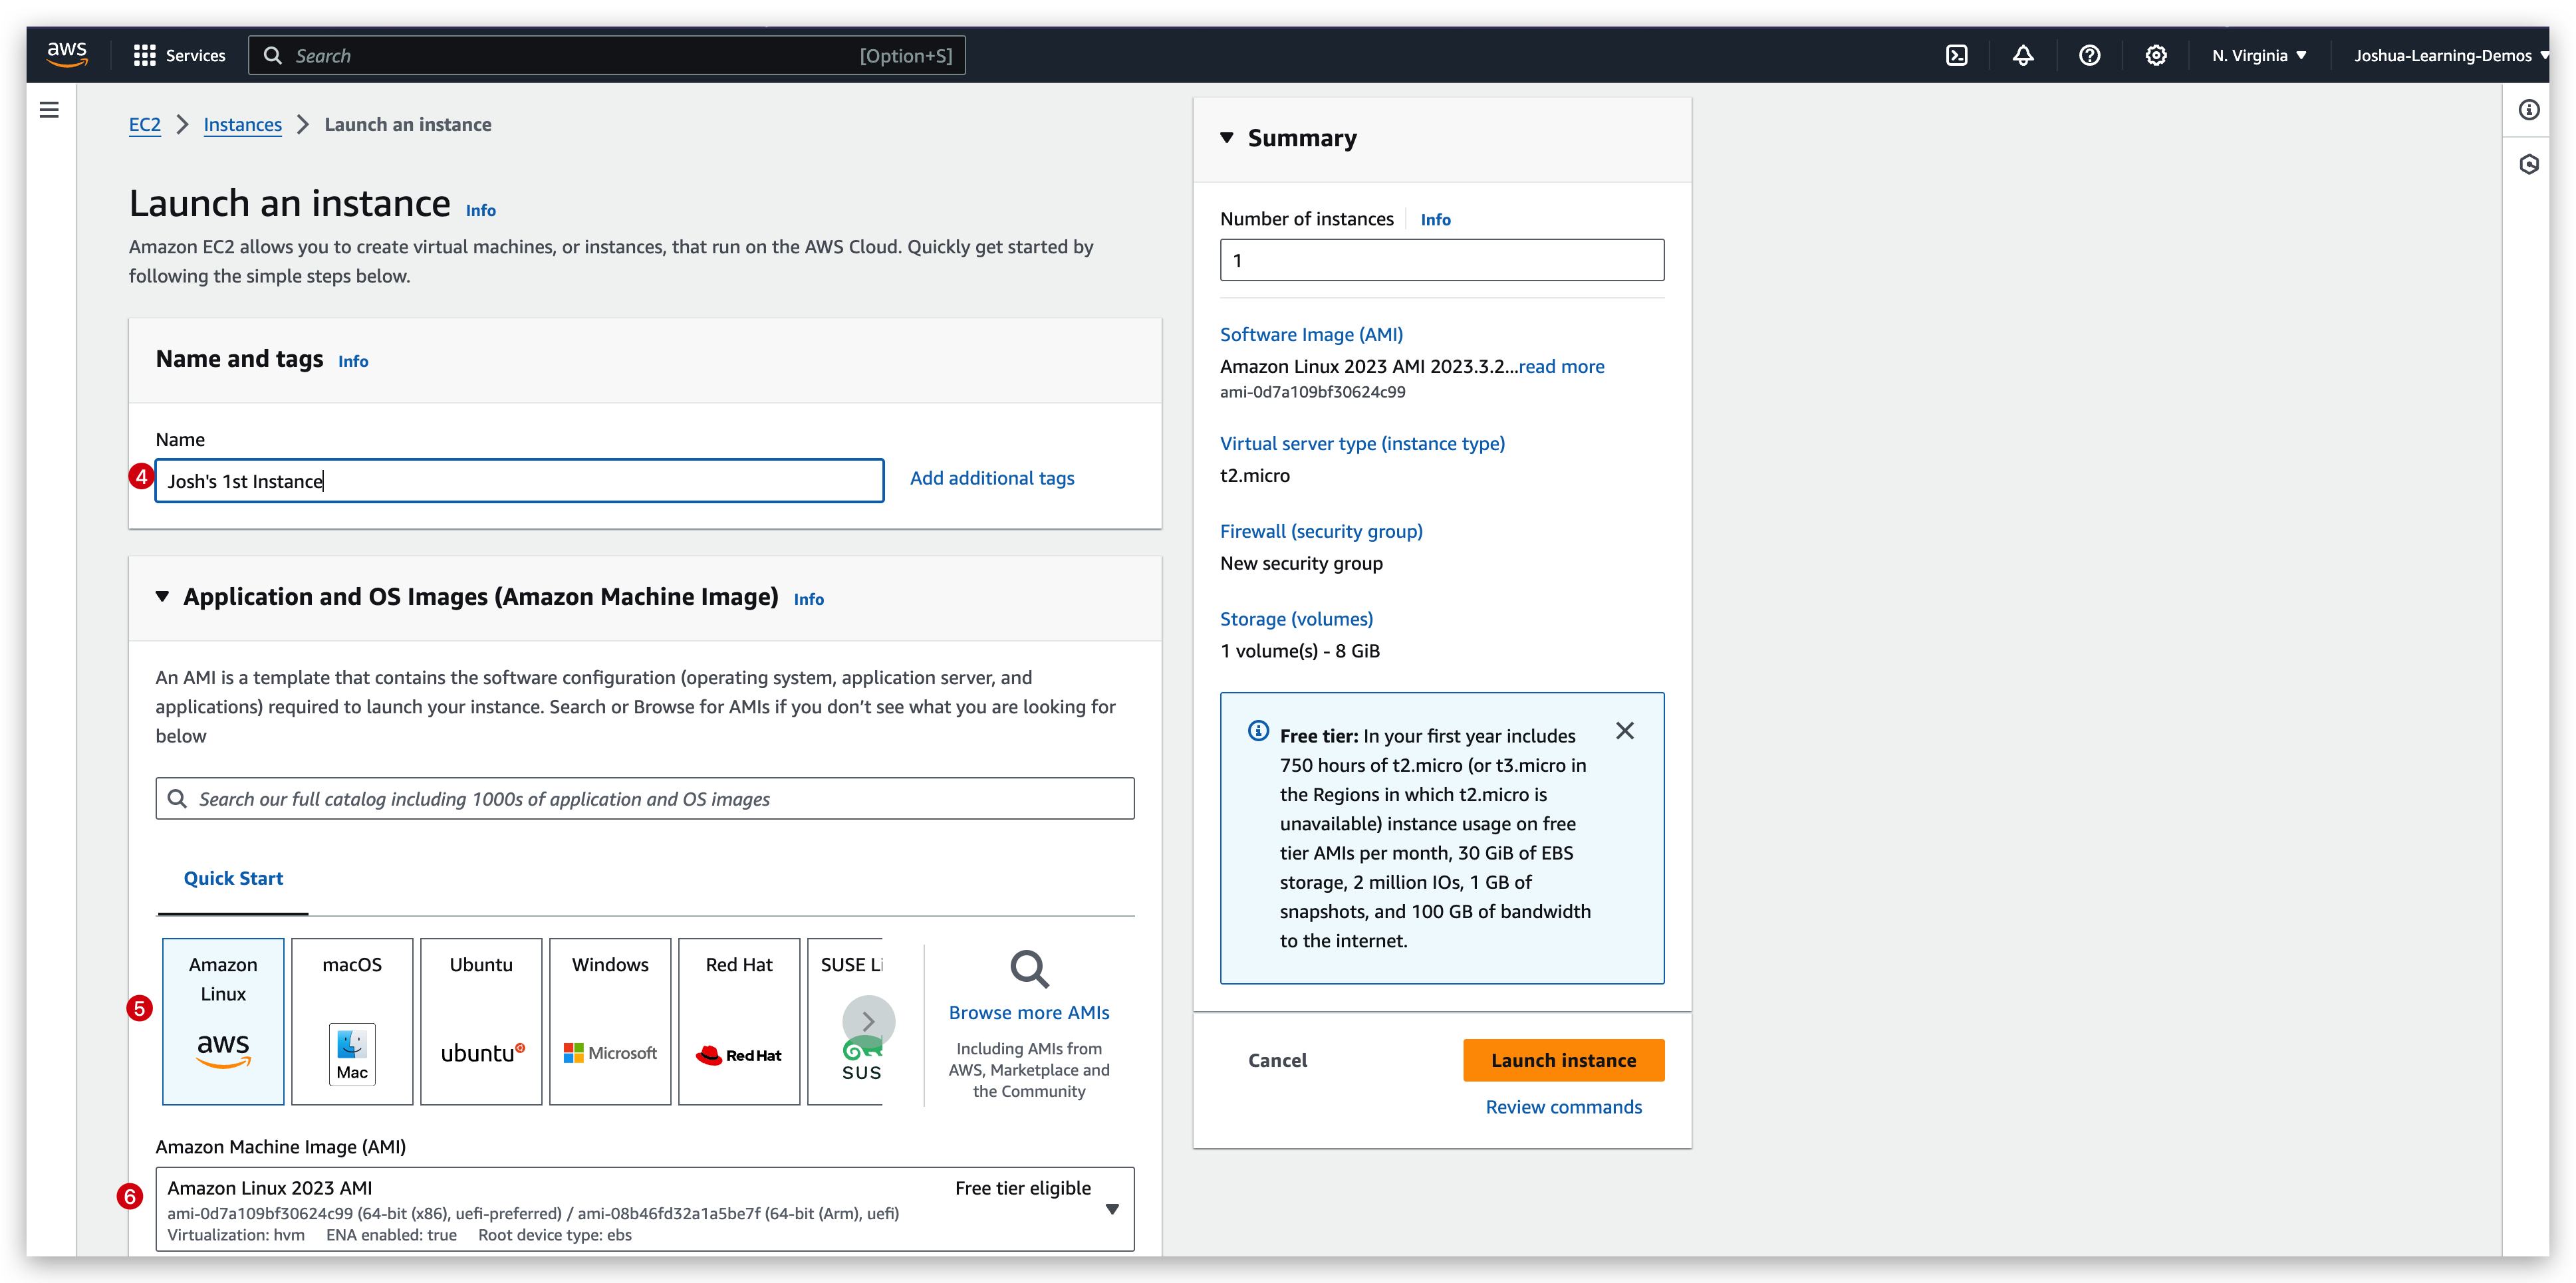 aws
Services
Search
[Option+S]
N. Virginia
Joshua-Learning-Demos
EC2
Instances
Launch an instance
Launch an instance Info
Amazon EC2 allows you to create virtual machines, or instances, that run on the AWS Cloud. Quickly get started by
following the simple steps below.
Name and tags Info
Name
4
Josh's 1st Instance
Add additional tags
Application and OS Images (Amazon Machine Image) Info
An AMI is a template that contains the software configuration (operating system, application server, and
applications) required to launch your instance. Search or Browse for AMIs if you don’t see what you are looking for
below
Search our full catalog including 1000s of application and OS images
Quick Start
5
Amazon
Linux
aws
macOS
Mac
Ubuntu
ubuntu
Windows
Microsoft
Red Hat
Red Hat
SUSE Li
SUS
Browse more AMIs
Including AMIs from
AWS, Marketplace and
the Community
Amazon Machine Image (AMI)
6
Amazon Linux 2023 AMI
Free tier eligible
ami-0d7a109bf30624c99 (64-bit (x86), uefi-preferred) / ami-08b46fd32a1a5be7f (64-bit (Arm), uefi)
Virtualization: hvm ENA enabled: true Root device type: ebs
Summary
Number of instances Info
1
Software Image (AMI)
Amazon Linux 2023 AMI 2023.3.2...read more
ami-0d7a109bf30624c99
Virtual server type (instance type)
t2.micro
Firewall (security group)
New security group
Storage (volumes)
1 volume(s) - 8 GiB
Free tier: In your first year includes
750 hours of t2.micro (or t3.micro in
the Regions in which t2.micro is
unavailable) instance usage on free
tier AMIs per month, 30 GiB of EBS
storage, 2 million IOs, 1 GB of
snapshots, and 100 GB of bandwidth
to the internet.
Cancel
Launch instance
Review commands